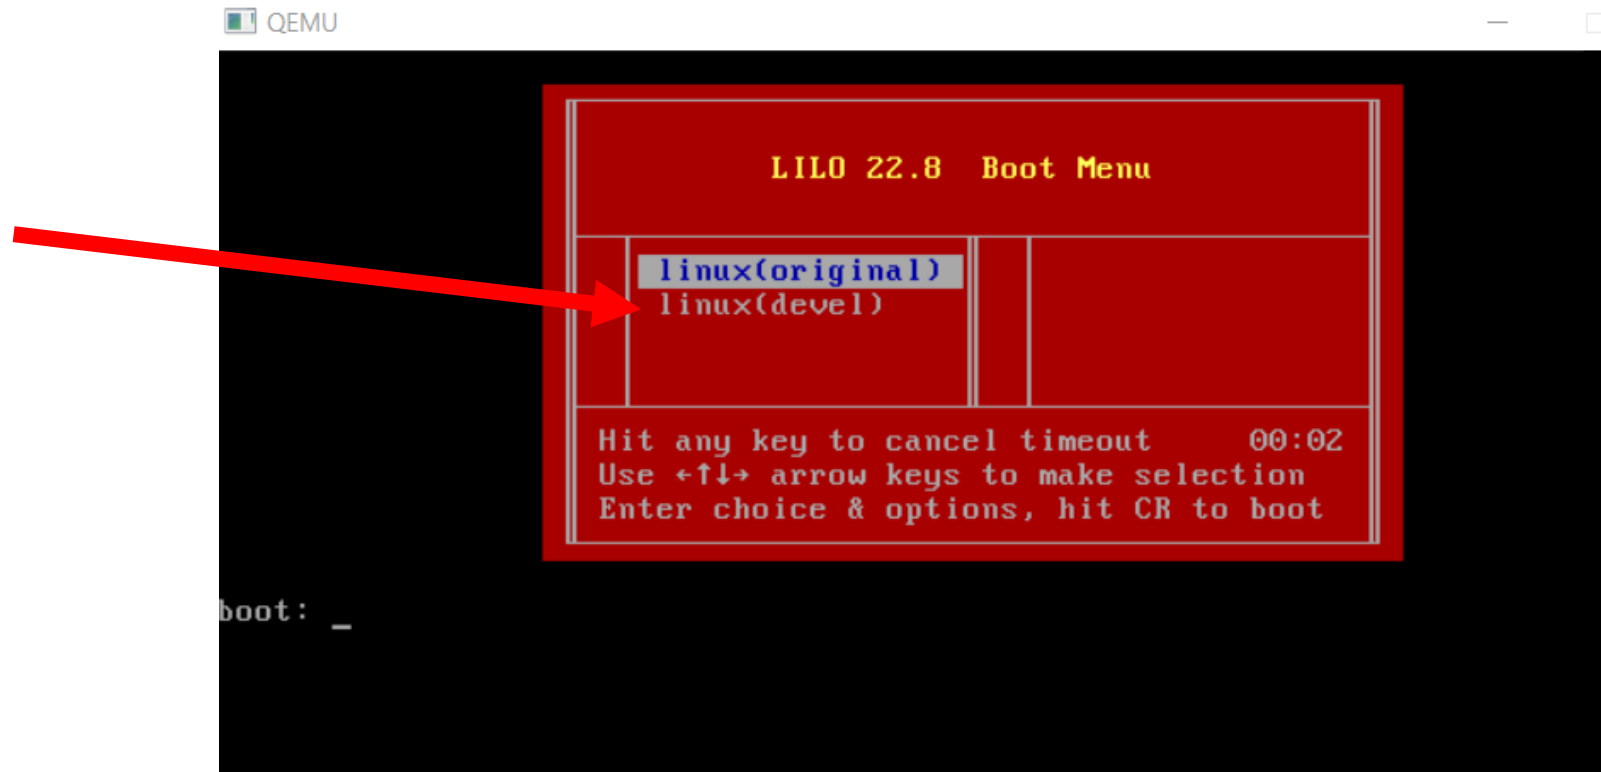 QEMU
LILO 22.8  Boot Menu
linux(original)
linux(devel)
Hit any key to cancel timeout     00:02
Use ←↑↓→ arrow keys to make selection
Enter choice & options, hit CR to boot
boot: _